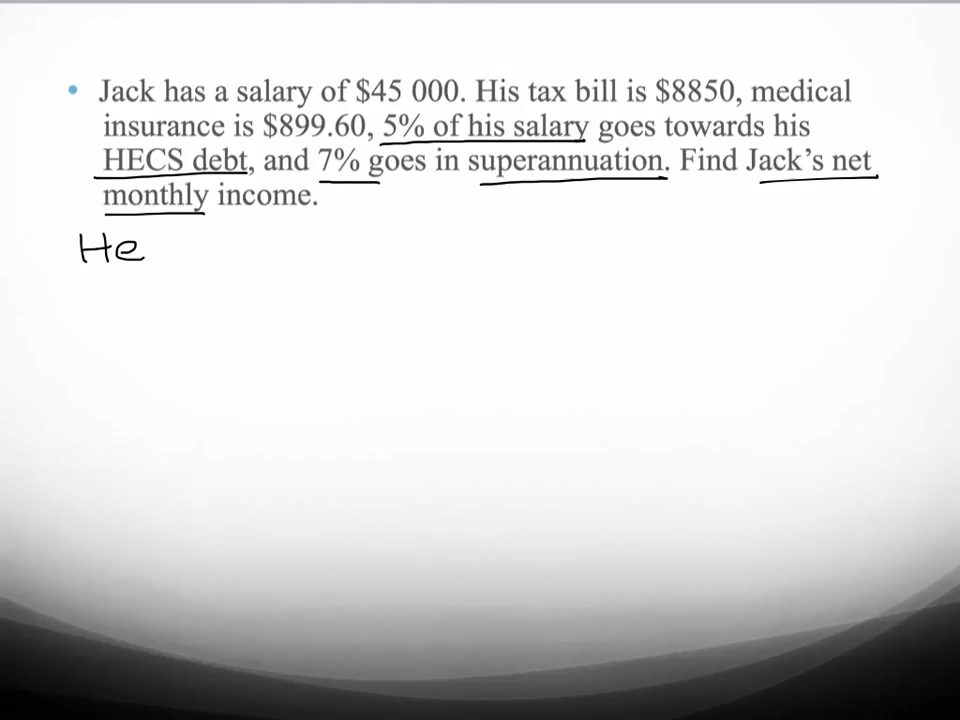 • Jack has a salary of $45 000. His tax bill is $8850, medical
insurance is $899.60, 5% of his salary goes towards his
HECS debt, and 7% goes in superannuation. Find Jack’s net
monthly income.
He